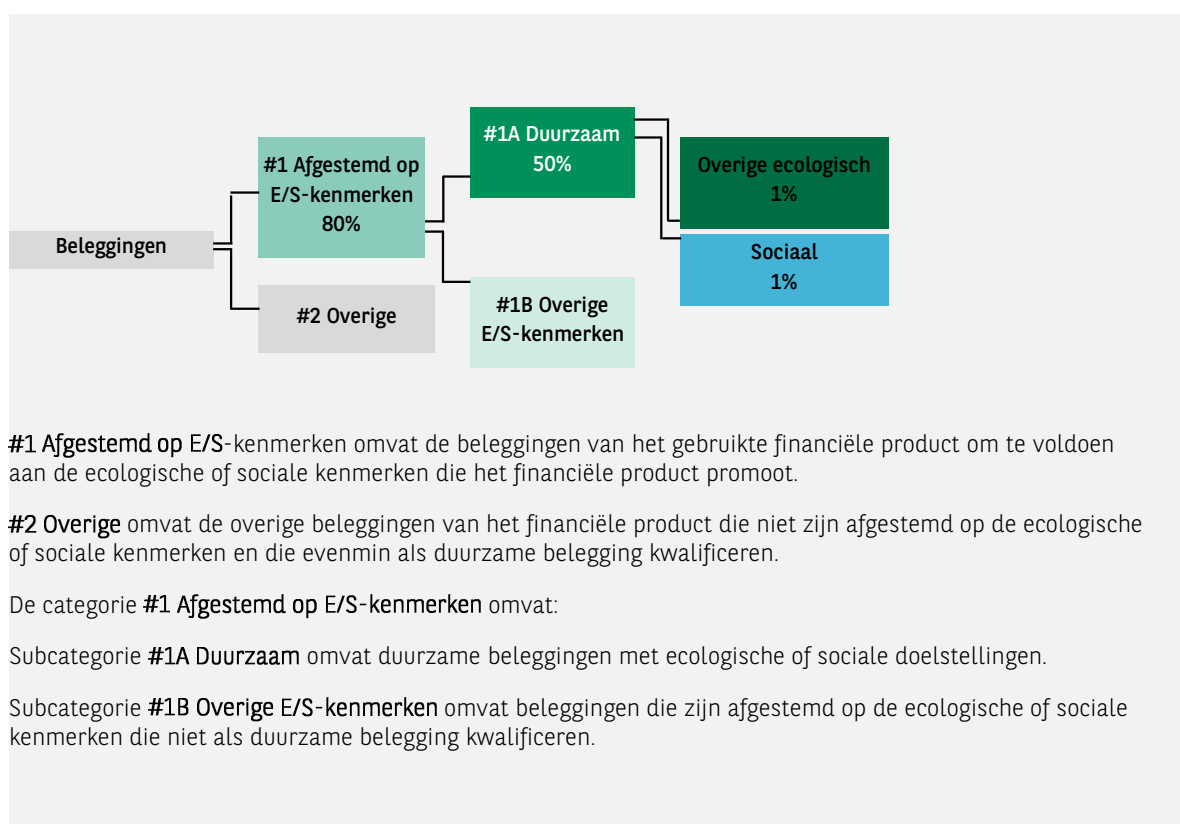 #1A Duurzaam
50%
#1 Afgestemd op
E/S-kenmerken
80%
Overige ecologisch
1%
Beleggingen
Sociaal
1%
#2 Overige
#1B Overige
E/S-kenmerken
#1 Afgestemd op E/S-kenmerken omvat de beleggingen van het gebruikte financiële product om te voldoen
aan de ecologische of sociale kenmerken die het financiële product promoot.
#2 Overige omvat de overige beleggingen van het financiële product die niet zijn afgestemd op de ecologische
of sociale kenmerken en die evenmin als duurzame belegging kwalificeren.
De categorie #1 Afgestemd op E/S-kenmerken omvat:
Subcategorie #1A Duurzaam omvat duurzame beleggingen met ecologische of sociale doelstellingen.
Subcategorie #1B Overige E/S-kenmerken omvat beleggingen die zijn afgestemd op de ecologische of sociale
kenmerken die niet als duurzame belegging kwalificeren.